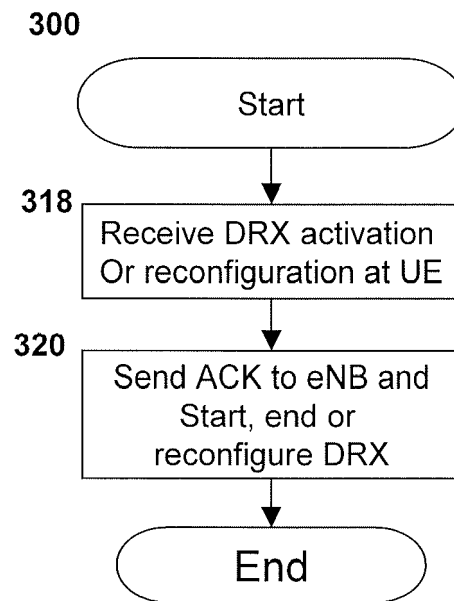 300
Start
318
Receive DRX activation
Or reconfiguration at UE
320
Send ACK to eNB and
Start, end or
reconfigure DRX
End